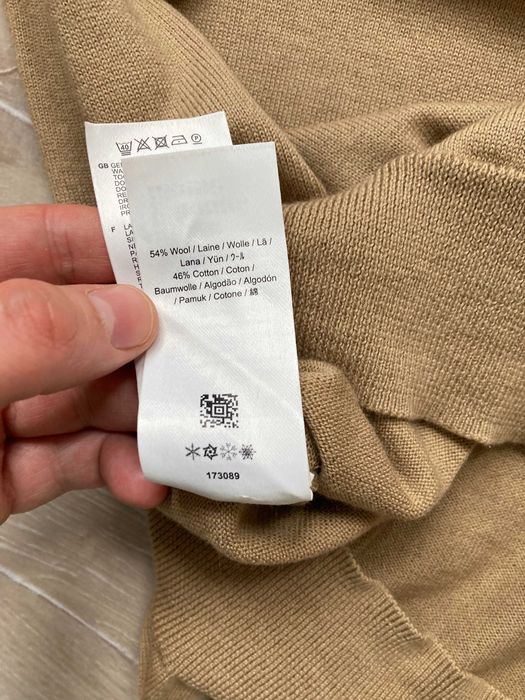 40
P
GB
F
54% Wool / Laine / Wolle / Lã /
Lana / Yün / ウール
46% Cotton / Coton /
Baumwolle / Algodão / Algodón
/ Pamuk / Cotone / 綿
173089